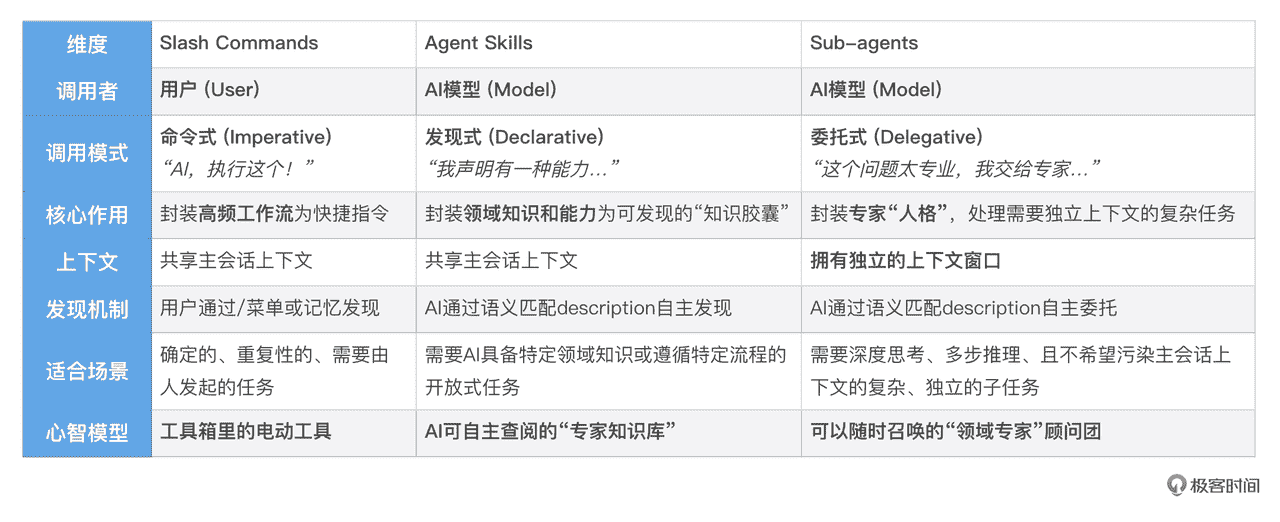 维度 Slash Commands Agent Skills Sub-agents
调用者 用户 (User) AI模型 (Model) AI模型 (Model)
调用模式 命令式 (Imperative) 发现式 (Declarative) 委托式 (Delegative)
“AI，执行这个！” “我声明有一种能力…” “这个问题太专业，我交给专家…”
核心作用 封装高频工作流为快捷指令 封装领域知识和能力为可发现的“知识胶囊” 封装专家“人格”，处理需要独立上下文的复杂任务
上下文 共享主会话上下文 共享主会话上下文 拥有独立的上下文窗口
发现机制 用户通过/菜单或记忆发现 AI通过语义匹配description自主发现 AI通过语义匹配description自主委托
适合场景 确定的、重复性的、需要由 需要AI具备特定领域知识或遵循特定流程的 需要深度思考、多步推理、且不希望污染主会话上
人发起的任务 开放式任务 下文的复杂、独立的子任务
心智模型 工具箱里的电动工具 AI可自主查阅的“专家知识库” 可以随时召唤的“领域专家”顾问团
极客时间